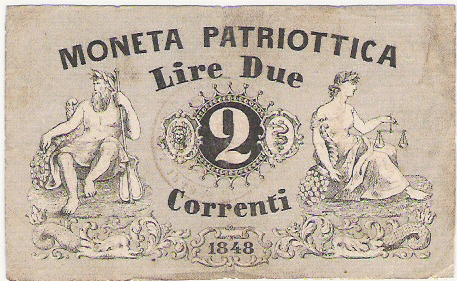 MONETA PATRIOTTICA
Lire Due
2
Correnti
1848